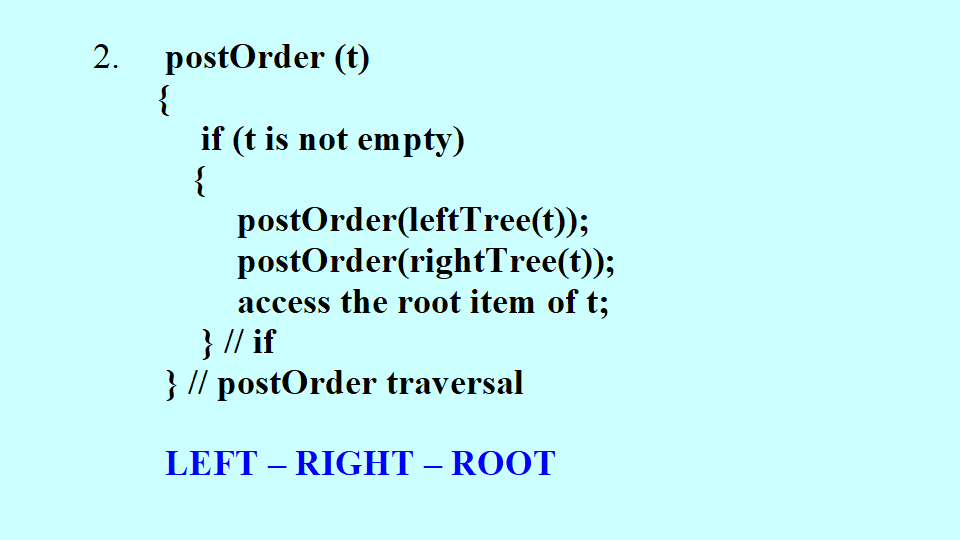 2. postOrder (t)
{
if (t is not empty)
{
postOrder(leftTree(t));
postOrder(rightTree(t));
access the root item of t;
} // if
} // postOrder traversal
LEFT – RIGHT – ROOT